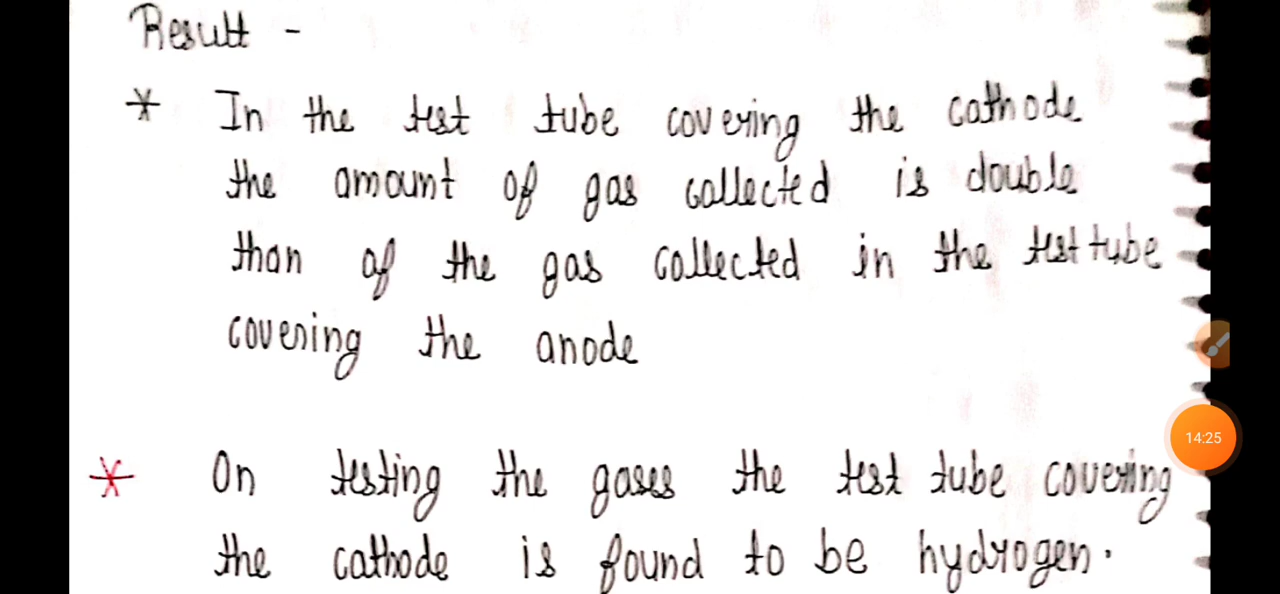 Result -
* In the test tube covering the cathode
the amount of gas collected is double
than of the gas collected in the test tube
covering the anode
* On testing the gases the test tube covering
the cathode is found to be hydrogen.
14:25